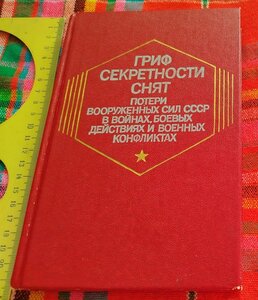 ГРИФ
СЕКРЕТНОСТИ
СНЯТ
ПОТЕРИ
ВООРУЖЕННЫХ СИЛ СССР
В ВОЙНАХ, БОЕВЫХ
ДЕЙСТВИЯХ И ВОЕННЫХ
КОНФЛИКТАХ